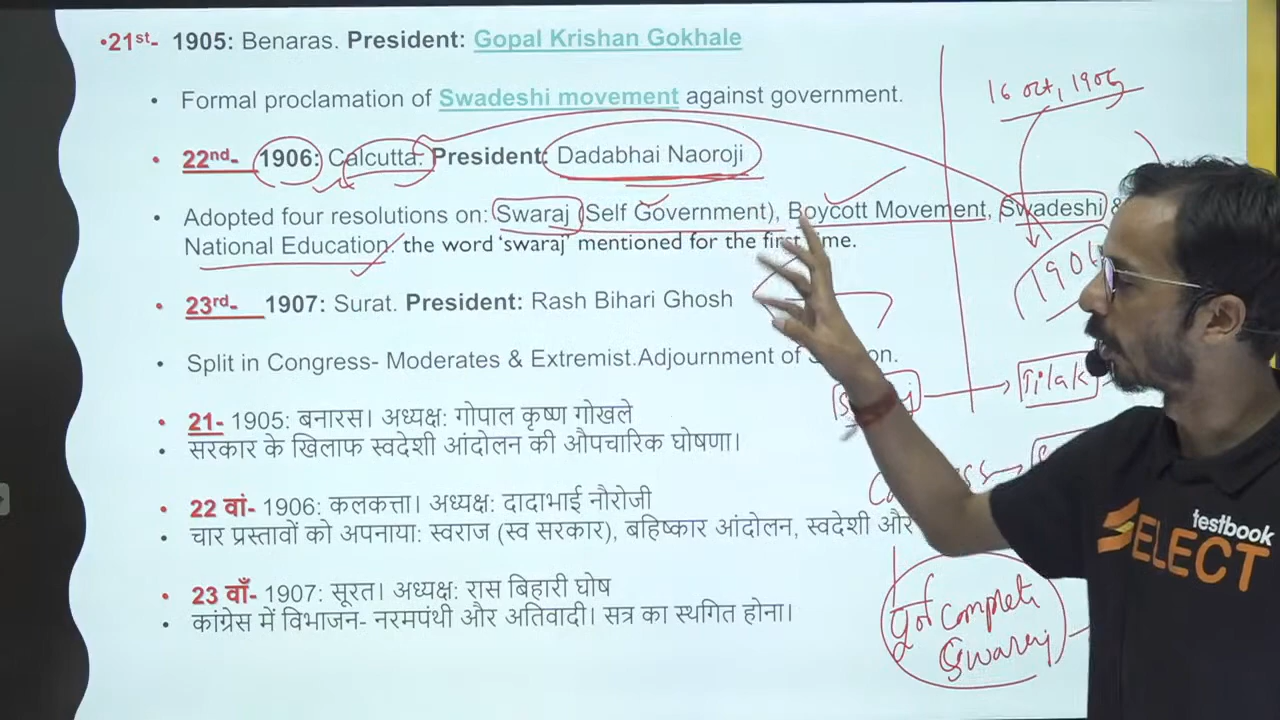 •21st- 1905: Benaras. President: Gopal Krishan Gokhale
• Formal proclamation of Swadeshi movement against government.
16 oct, 1905
• 22nd- 1906: Calcutta. President: Dadabhai Naoroji
• Adopted four resolutions on: Swaraj (Self Government), Boycott Movement, Swadeshi &
National Education. the word ‘swaraj’ mentioned for the first time.
1906
• 23rd- 1907: Surat. President: Rash Bihari Ghosh
• Split in Congress- Moderates & Extremist.Adjournment of
Tilak
• 21- 1905: बनारस। अध्यक्ष: गोपाल कृष्ण गोखले
• सरकार के खिलाफ स्वदेशी आंदोलन की औपचारिक घोषणा।
• 22 वां- 1906: कलकत्ता। अध्यक्ष: दादाभाई नौरोजी
• चार प्रस्तावों को अपनाया: स्वराज (स्व सरकार), बहिष्कार आंदोलन, स्वदेशी और
• 23 वाँ- 1907: सूरत। अध्यक्ष: रास बिहारी घोष
• कांग्रेस में विभाजन- नरमपंथी और अतिवादी। सत्र का स्थगित होना।
complete
Swaraj
testbook
SELECT